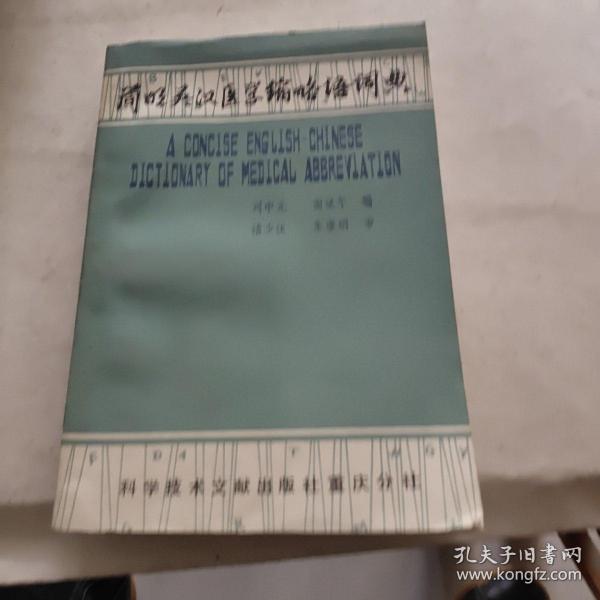 简明英汉医学缩略语词典
A CONCISE ENGLISH-CHINESE
DICTIONARY OF MEDICAL ABBREVIATION
编
审
科学技术文献出版社重庆分社
孔夫子旧书网
www.kongfz.com